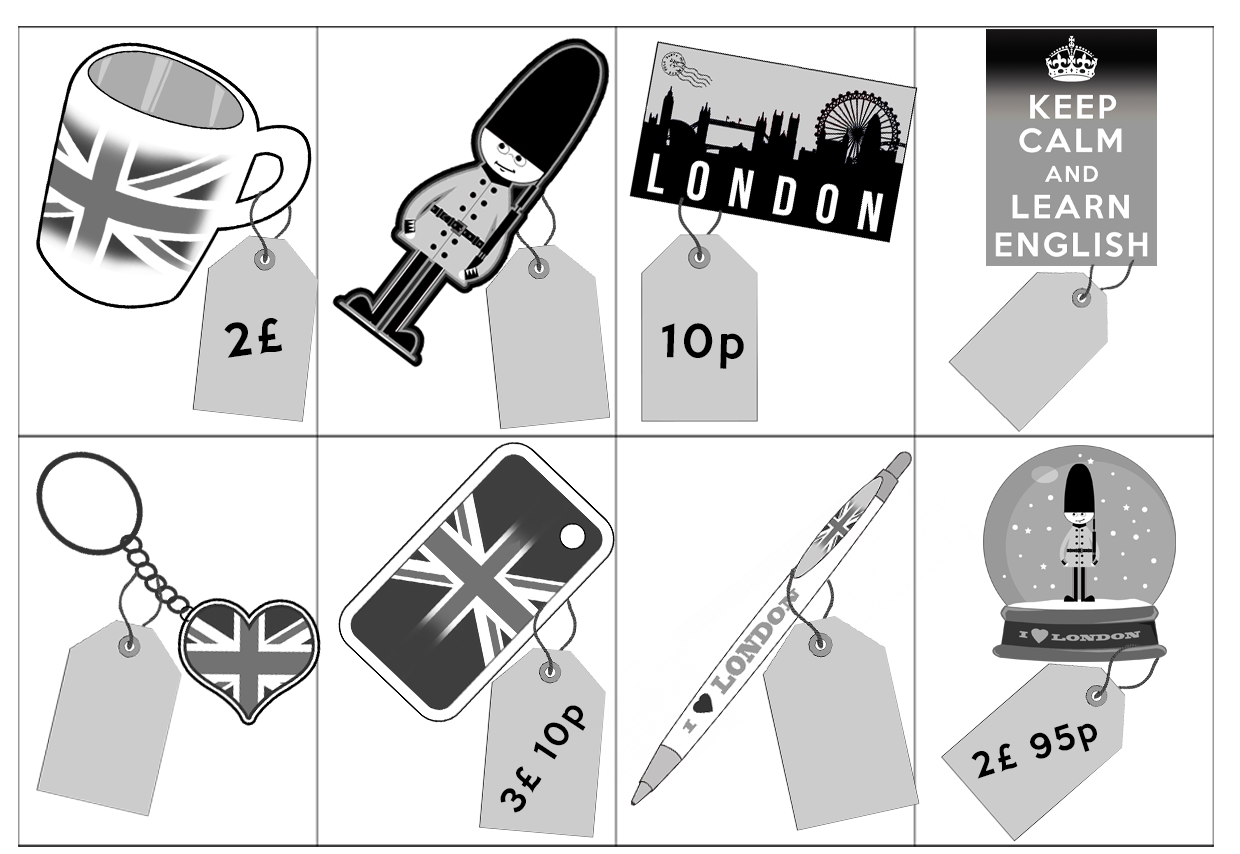 2£
LONDON
10p
KEEP
CALM
AND
LEARN
ENGLISH
3£ 10p
I ♥ LONDON
I ♥ LONDON
2£ 95p